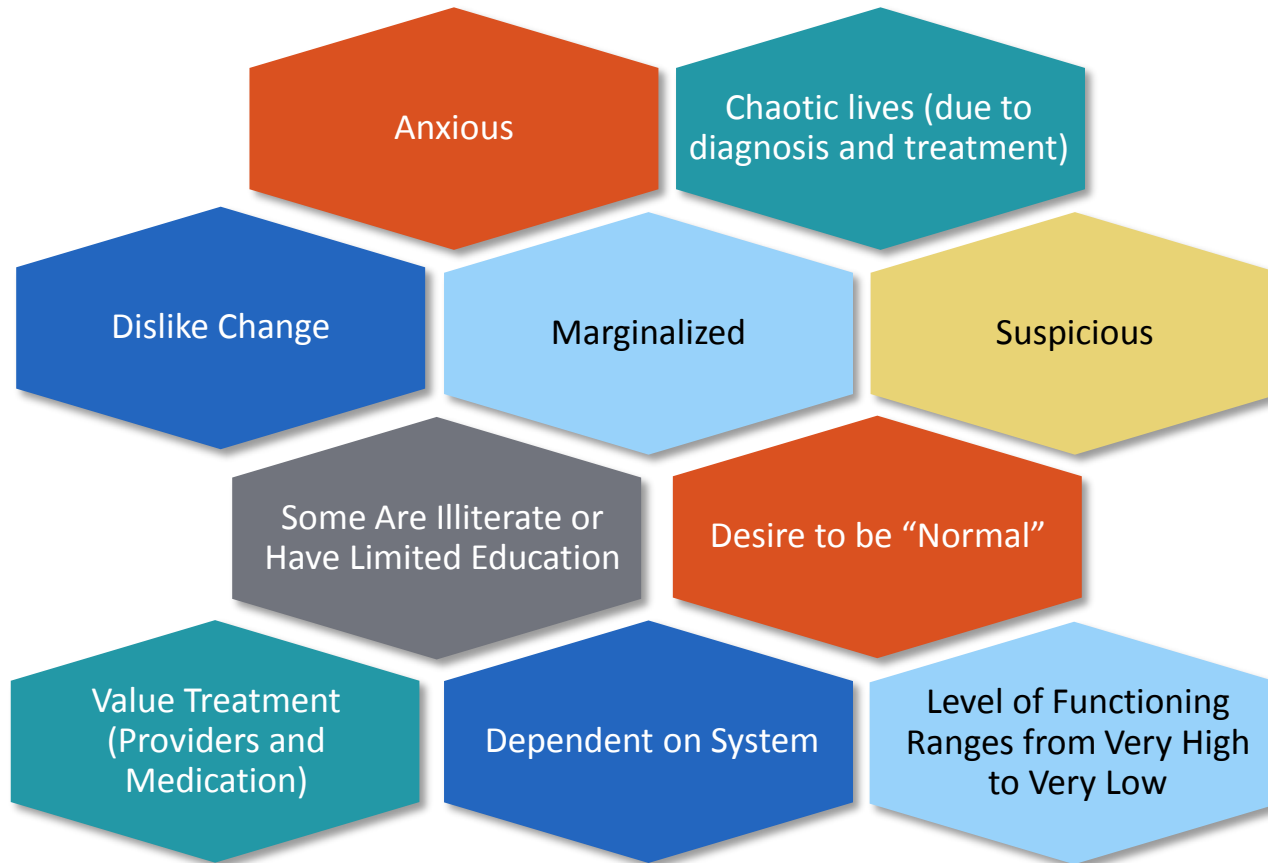 Anxious
Chaotic lives (due to
diagnosis and treatment)
Dislike Change
Marginalized
Suspicious
Some Are Illiterate or
Have Limited Education
Desire to be “Normal”
Value Treatment
(Providers and
Medication)
Dependent on System
Level of Functioning
Ranges from Very High
to Very Low